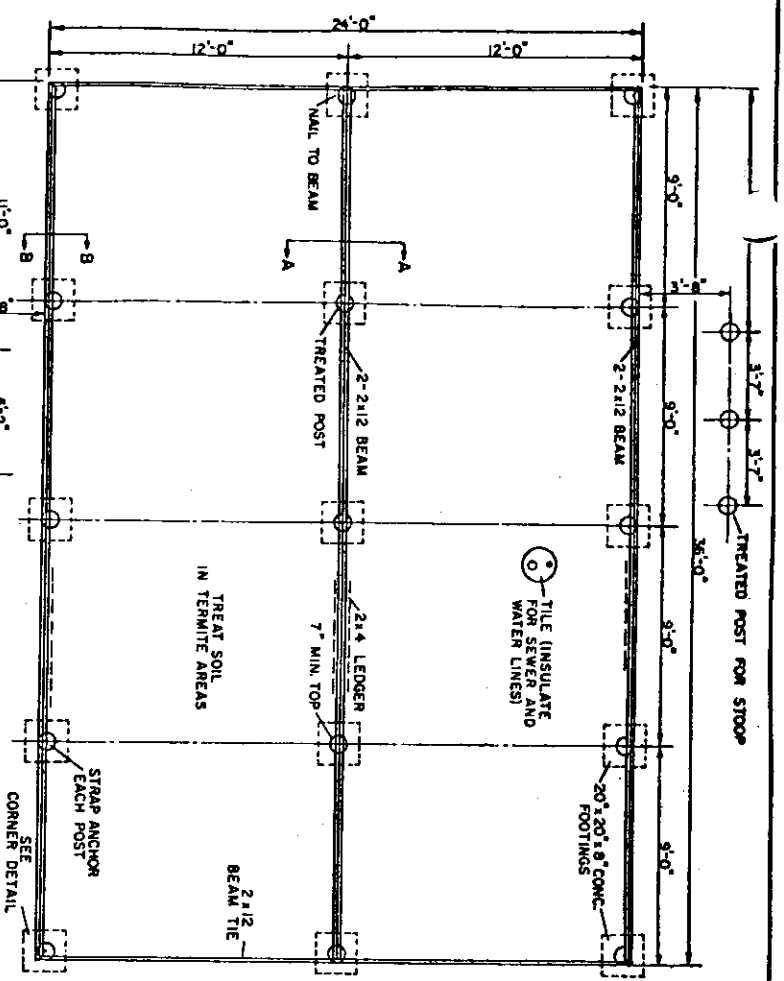 24'-0"
12'-0"
12'-0"
NAIL TO BEAM
9'-0"
36'-0"
3'-8"
3'-7"
3'-7"
TREATED POST FOR STOOP
11'-0"
B
B
A
A
TREATED POST
2-2x12 BEAM
2-2x12 BEAM
9'-0"
8"
TREAT SOIL
IN TERMITE AREAS
2x4 LEDGER
7" MIN. TOP
TILE (INSULATE
FOR SEWER AND
WATER LINES)
9'-0"
STRAP ANCHOR
EACH POST
20"x20"x8" CONC.
FOOTINGS
9'-0"
SEE
CORNER DETAIL
2x12
BEAM TIE